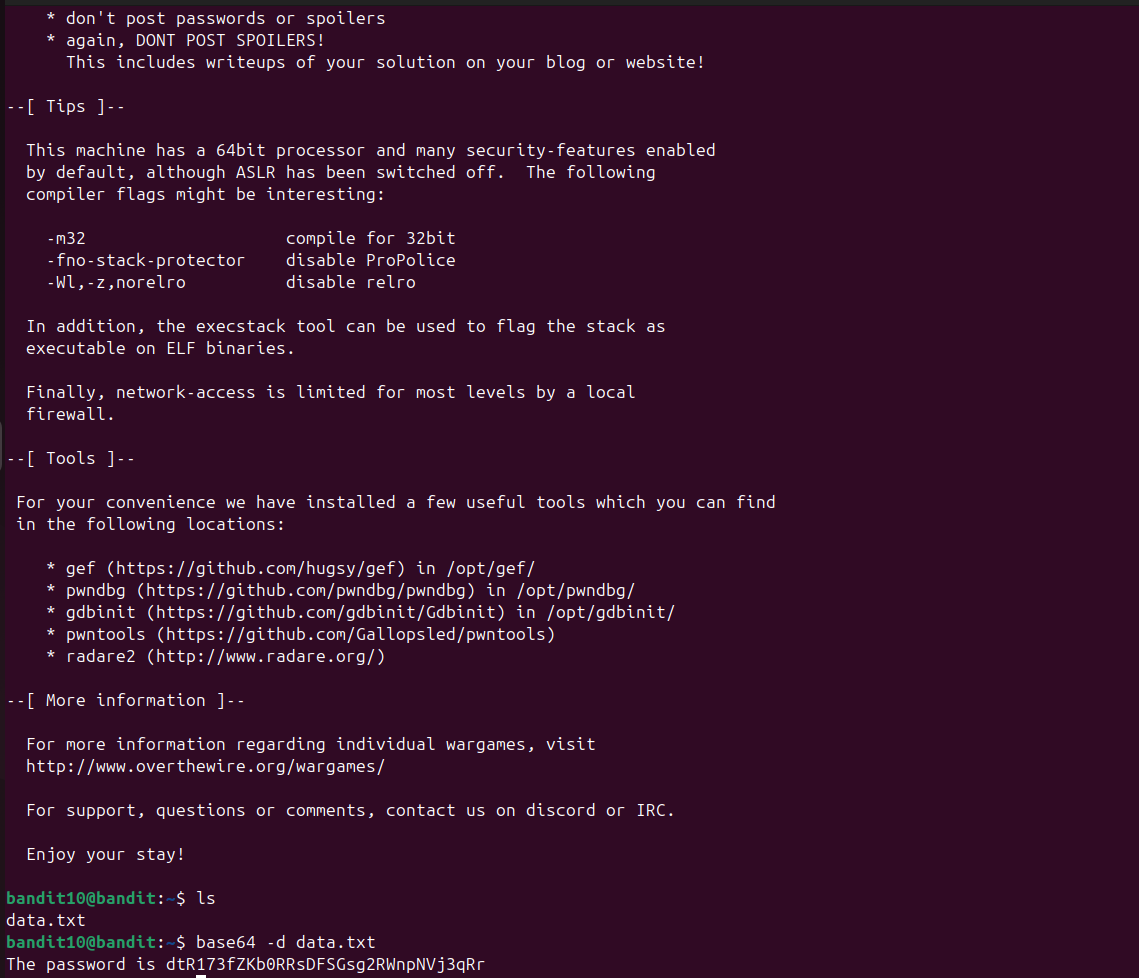 * don't post passwords or spoilers
* again, DONT POST SPOILERS!
This includes writeups of your solution on your blog or website!
--[ Tips ]--
This machine has a 64bit processor and many security-features enabled
by default, although ASLR has been switched off.  The following
compiler flags might be interesting:
-m32                    compile for 32bit
-fno-stack-protector    disable ProPolice
-Wl,-z,norelro          disable relro
In addition, the execstack tool can be used to flag the stack as
executable on ELF binaries.
Finally, network-access is limited for most levels by a local
firewall.
--[ Tools ]--
For your convenience we have installed a few useful tools which you can find
in the following locations:
* gef (https://github.com/hugsy/gef) in /opt/gef/
* pwndbg (https://github.com/pwndbg/pwndbg) in /opt/pwndbg/
* gdbinit (https://github.com/gdbinit/Gdbinit) in /opt/gdbinit/
* pwntools (https://github.com/Gallopsled/pwntools)
* radare2 (http://www.radare.org/)
--[ More information ]--
For more information regarding individual wargames, visit
http://www.overthewire.org/wargames/
For support, questions or comments, contact us on discord or IRC.
Enjoy your stay!
bandit10@bandit:~$ ls
data.txt
bandit10@bandit:~$ base64 -d data.txt
The password is dtR173fZKb0RRsDFSGsg2RWnpNVj3qRr